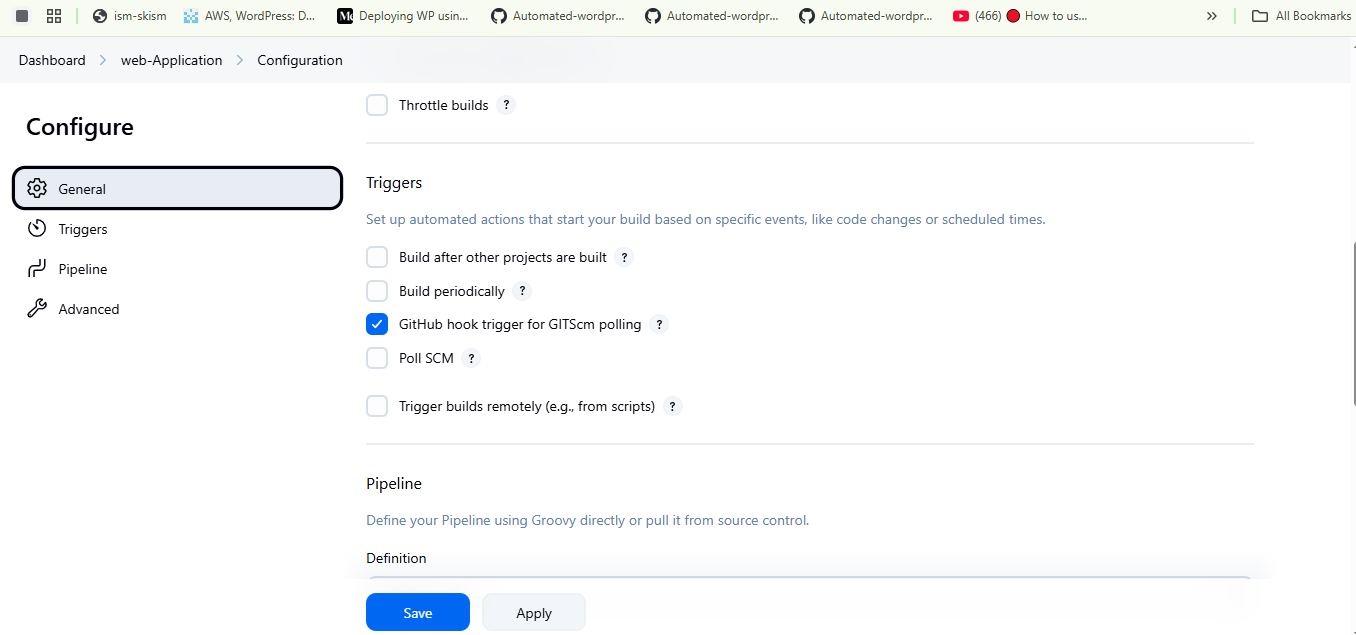 ism-skism
AWS, WordPress: D...
Deploying WP usin...
Automated-wordpr...
Automated-wordpr...
Automated-wordpr...
(466) 🔴 How to us...
»
All Bookmarks
Dashboard > web-Application > Configuration
Configure
General
Triggers
Pipeline
Advanced
Throttle builds ?
Triggers
Set up automated actions that start your build based on specific events, like code changes or scheduled times.
Build after other projects are built ?
Build periodically ?
GitHub hook trigger for GITScm polling ?
Poll SCM ?
Trigger builds remotely (e.g., from scripts) ?
Pipeline
Define your Pipeline using Groovy directly or pull it from source control.
Definition
Save
Apply